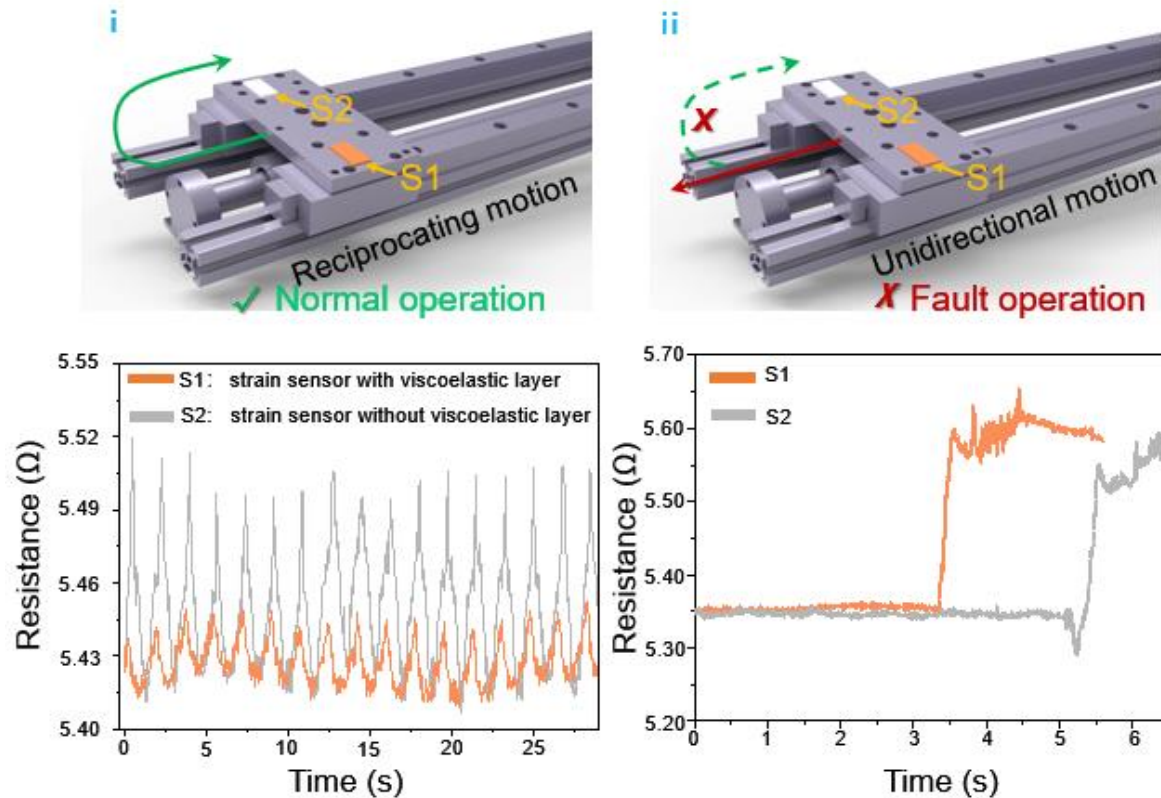 i
S2
S1
Reciprocating motion
✓ Normal operation
ii
X
S2
S1
Unidirectional motion
X Fault operation
5.55
5.52
5.49
5.46
5.43
5.40
Resistance (Ω)
S1: strain sensor with viscoelastic layer
S2: strain sensor without viscoelastic layer
0 5 10 15 20 25
Time (s)
5.70
5.60
5.50
5.40
5.30
5.20
Resistance (Ω)
S1
S2
0 1 2 3 4 5 6
Time (s)